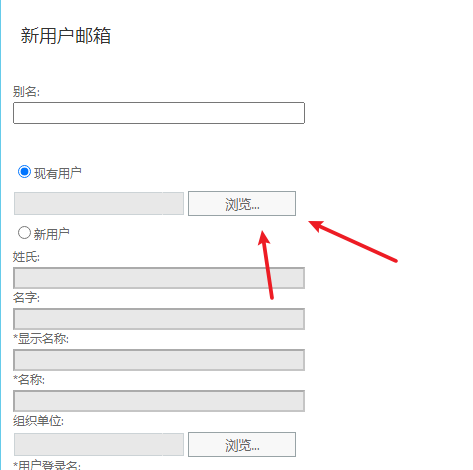 新用户邮箱
别名:
现有用户
浏览...
新用户
姓氏:
名字:
*显示名称:
*名称:
组织单位:
浏览...
*用户登录名: